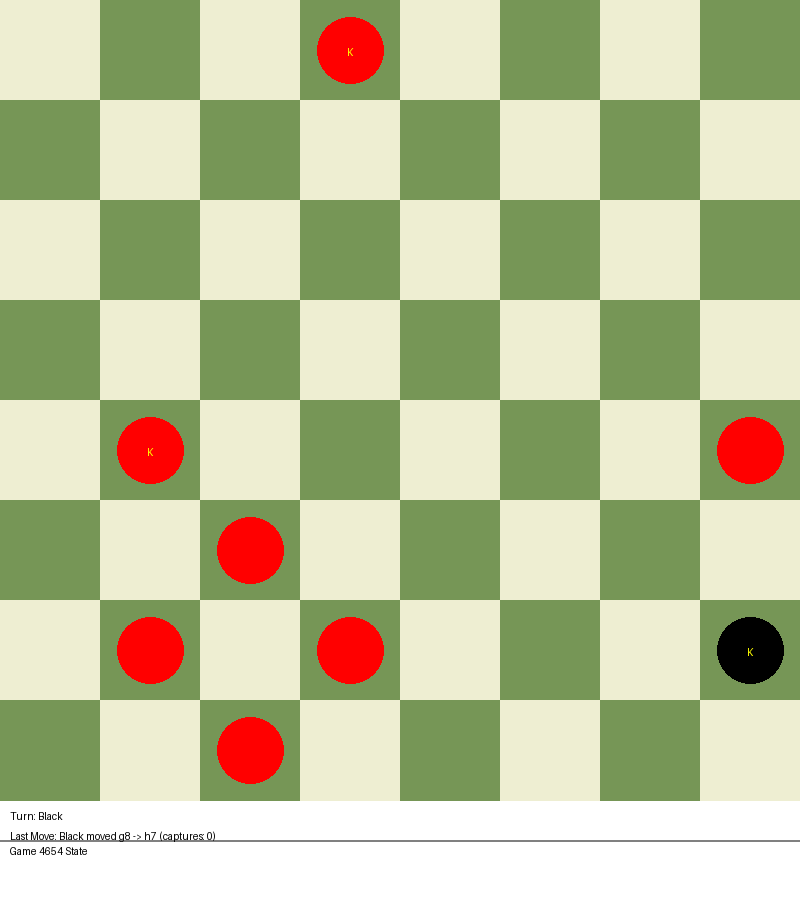 K
K
K
Turn: Black
Last Move: Black moved g8 -> h7 (captures: 0)
Game 4654 State